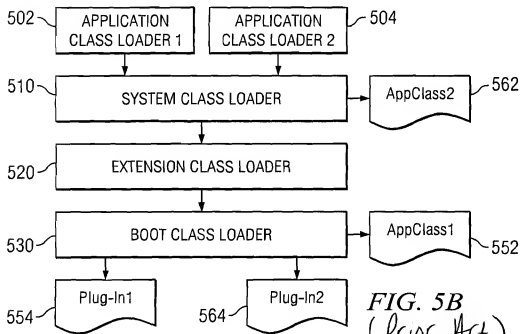 502 APPLICATION CLASS LOADER 1
APPLICATION CLASS LOADER 2 504
510 SYSTEM CLASS LOADER
AppClass2 562
520 EXTENSION CLASS LOADER
530 BOOT CLASS LOADER
AppClass1 552
554 Plug-In1
564 Plug-In2
FIG. 5B
(Prior Art)